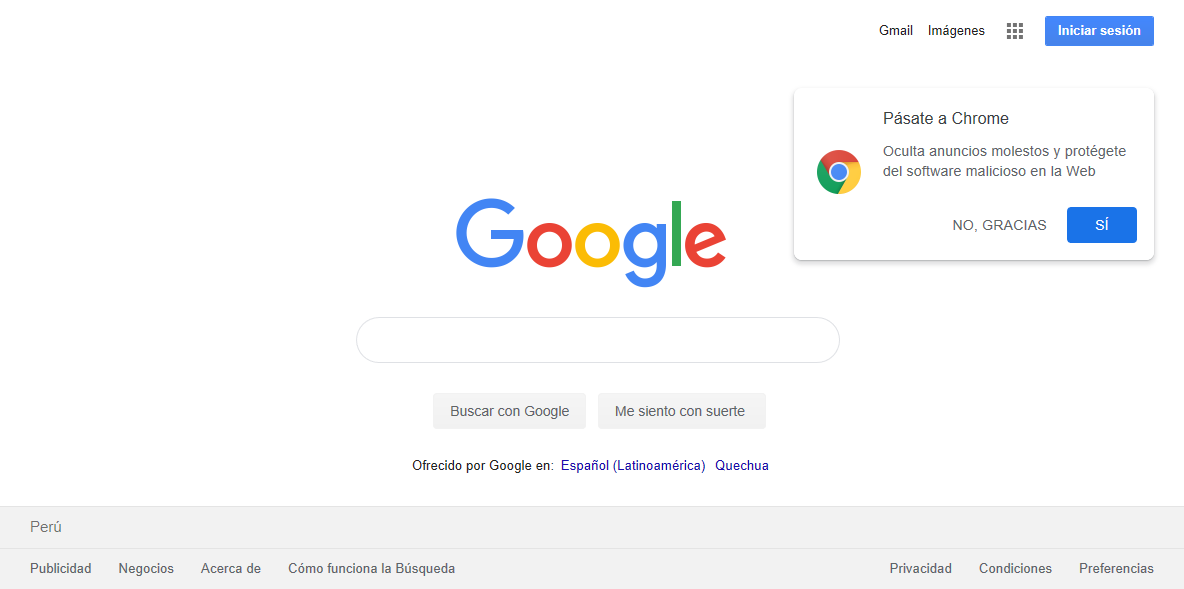 Gmail Imágenes Iniciar sesión
Pásate a Chrome
Oculta anuncios molestos y protégete
del software malicioso en la Web
NO, GRACIAS SÍ
Google
Buscar con Google Me siento con suerte
Ofrecido por Google en: Español (Latinoamérica) Quechua
Perú
Publicidad Negocios Acerca de Cómo funciona la Búsqueda Privacidad Condiciones Preferencias